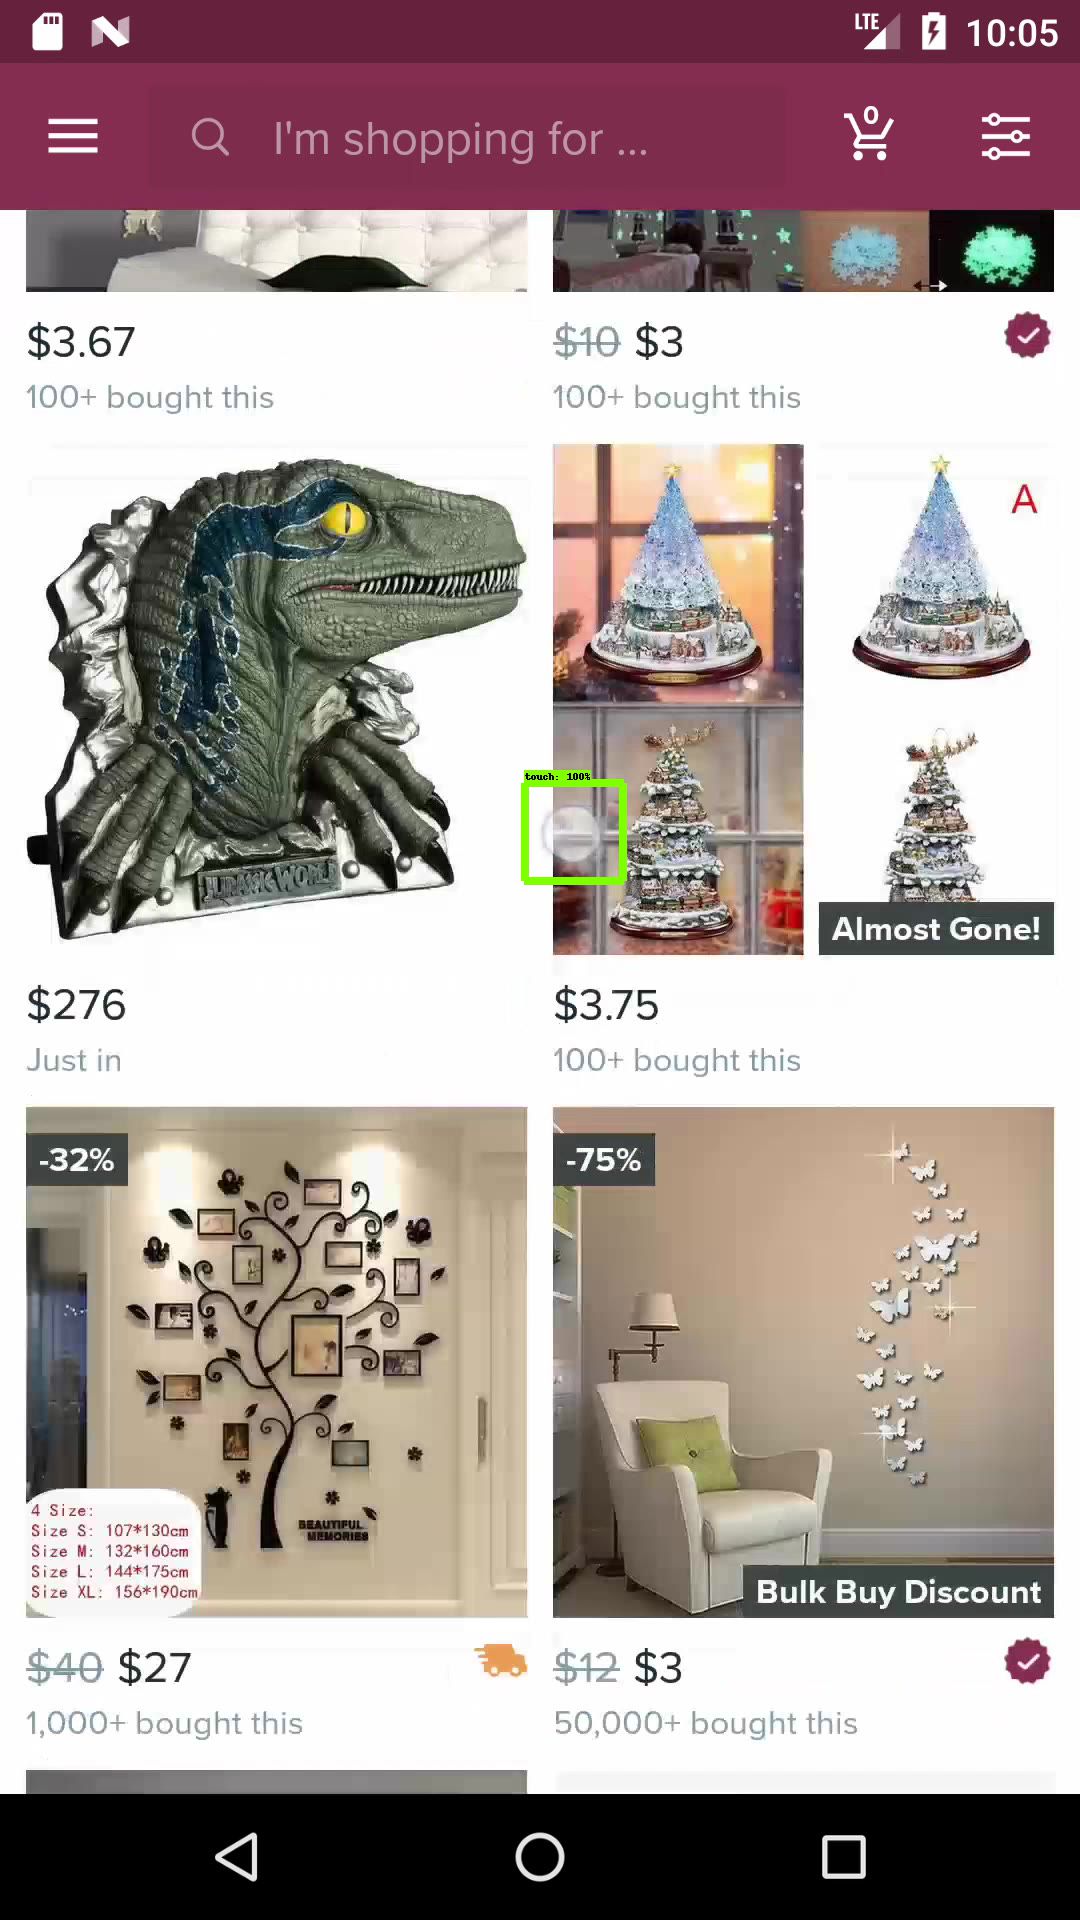 LTE 10:05
0
I'm shopping for ...
$3.67
100+ bought this
$10 $3
100+ bought this
JURASSIC WORLD
A
touch: 100%
Almost Gone!
$276
Just in
$3.75
100+ bought this
-32%
4 Size:
Size S: 107*130cm
Size M: 132*160cm
Size L: 144*175cm
Size XL: 156*190cm
BEAUTIFUL
MEMORIES
-75%
Bulk Buy Discount
$40 $27
1,000+ bought this
$12 $3
50,000+ bought this